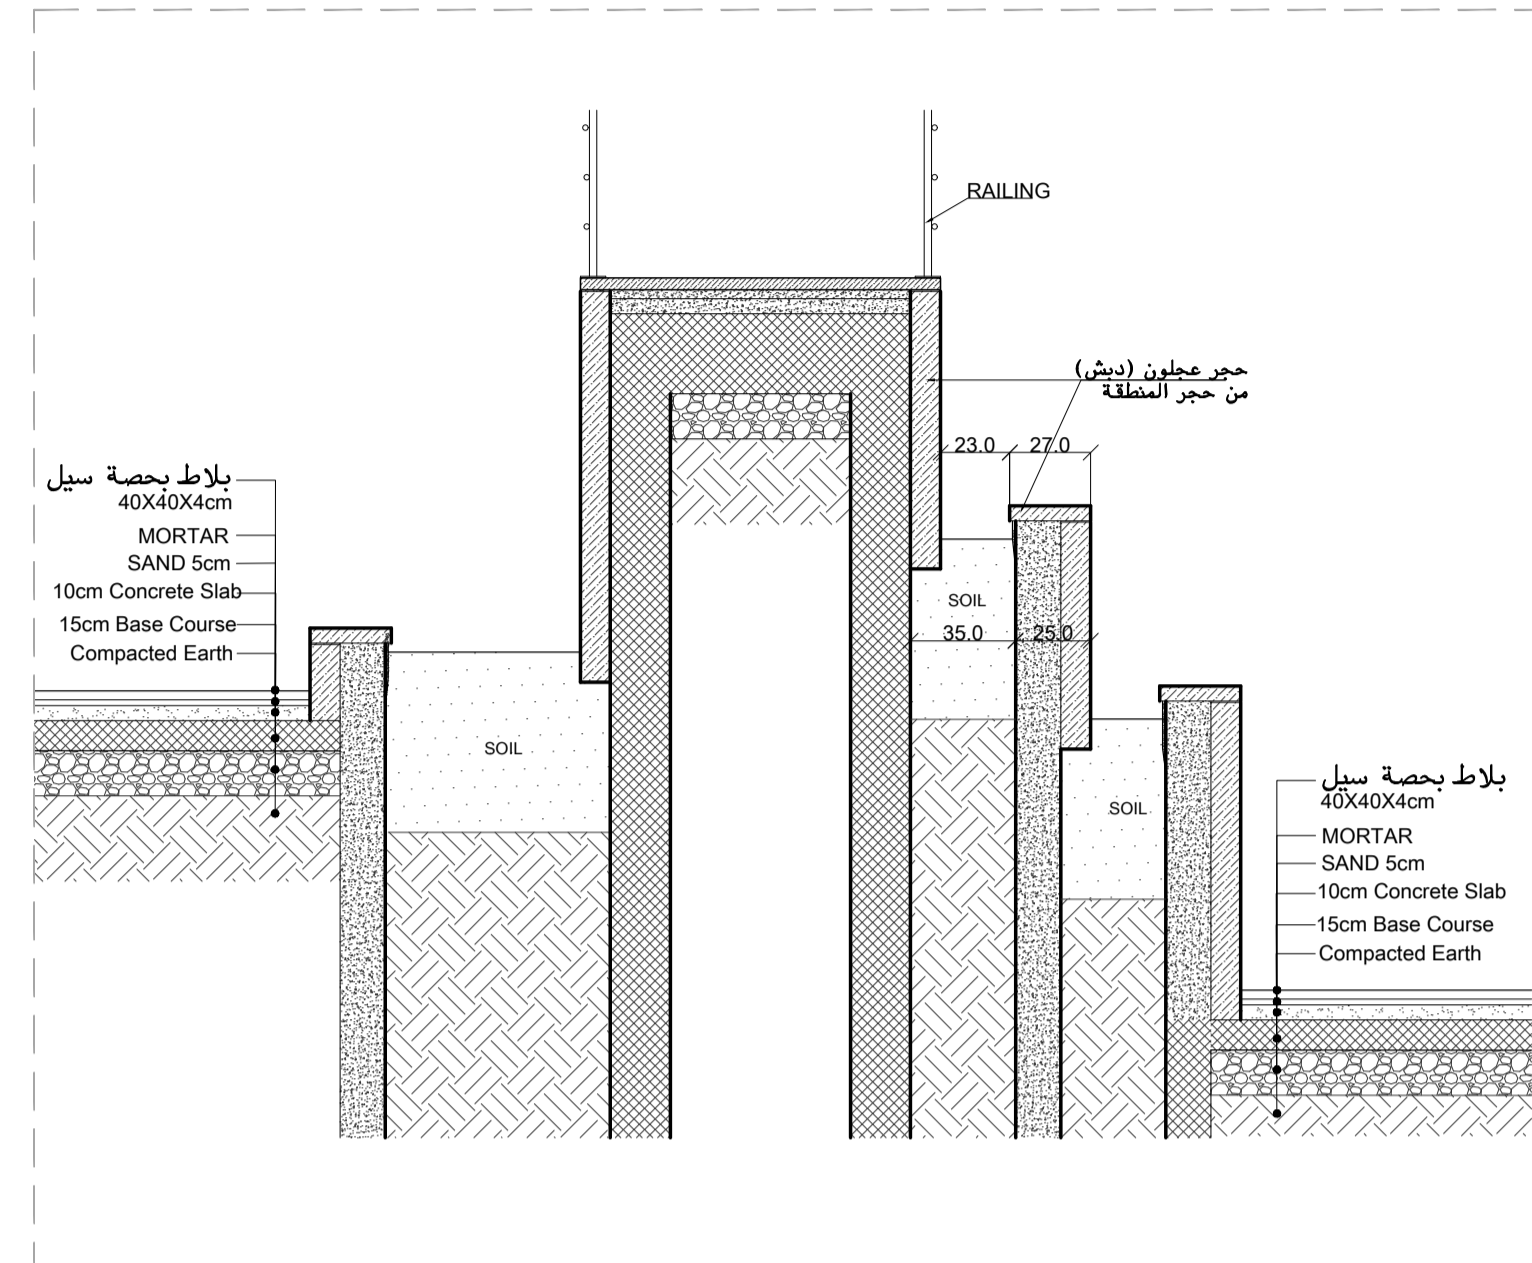 RAILING
حجر عجلون (دبش)
من حجر المنطقة
23.0
27.0
بلاط بحصة سيل
40X40X4cm
MORTAR
SAND 5cm
10cm Concrete Slab
15cm Base Course
Compacted Earth
SOIL
35.0
25.0
SOIL
SOIL
بلاط بحصة سيل
40X40X4cm
MORTAR
SAND 5cm
10cm Concrete Slab
15cm Base Course
Compacted Earth